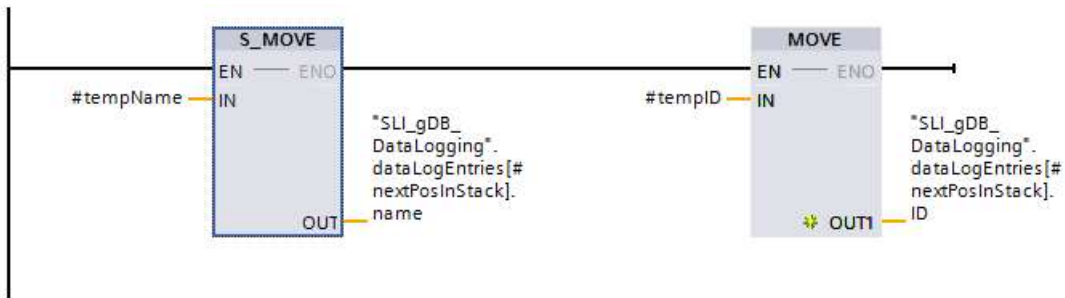 S_MOVE
EN ENO
#tempName IN
"SLI_gDB_
DataLogging".
dataLogEntries[#
nextPosInStack].
name
OUT
MOVE
EN ENO
#tempID IN
"SLI_gDB_
DataLogging".
dataLogEntries[#
nextPosInStack].
ID
OUT1